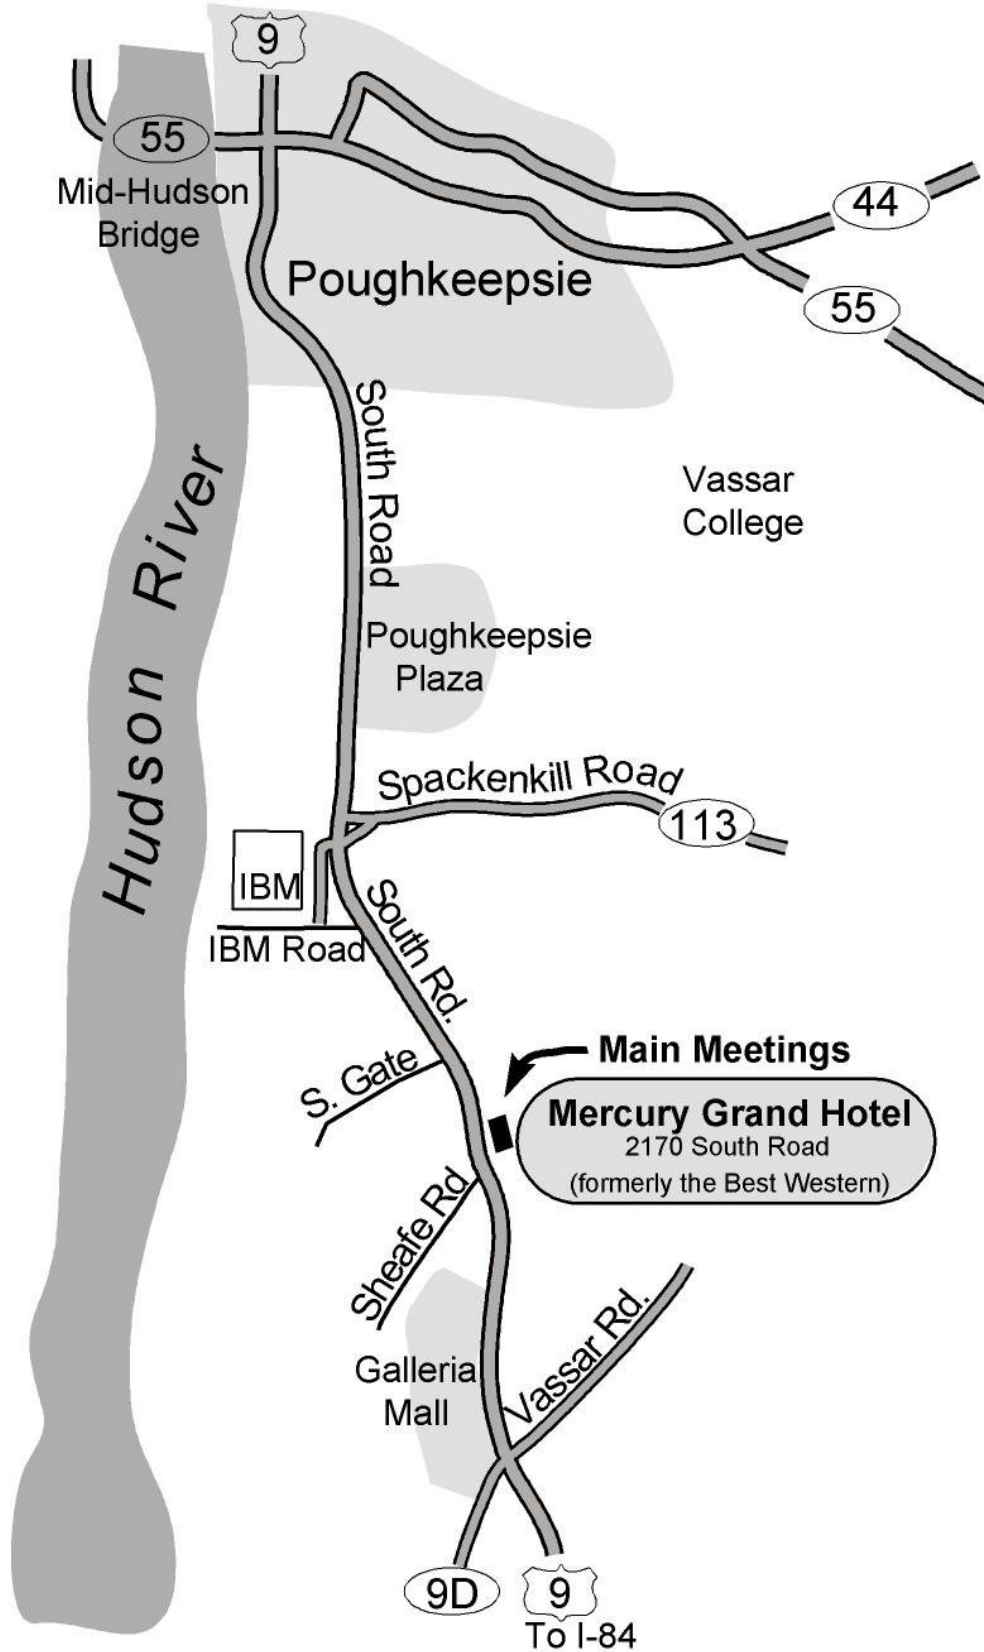 9
55
Mid-Hudson
Bridge
44
Poughkeepsie
55
South Road
Vassar
College
Hudson River
Poughkeepsie
Plaza
Spackenkill Road
113
IBM
IBM Road
South Rd.
S. Gate
Main Meetings
Mercury Grand Hotel
2170 South Road
(formerly the Best Western)
Sheafe Rd
Vassar Rd.
Galleria
Mall
9D
9
To I-84